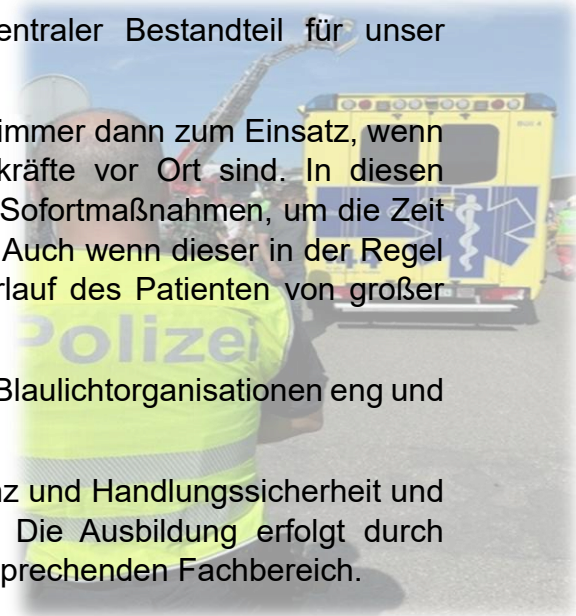 entraler Bestandteil für unser
immer dann zum Einsatz, wenn
kräfte vor Ort sind. In diesen
Sofortmaßnahmen, um die Zeit
Auch wenn dieser in der Regel
rlauf des Patienten von großer
Polizei
Blaulichtorganisationen eng und
nz und Handlungssicherheit und
Die Ausbildung erfolgt durch
prechenden Fachbereich.